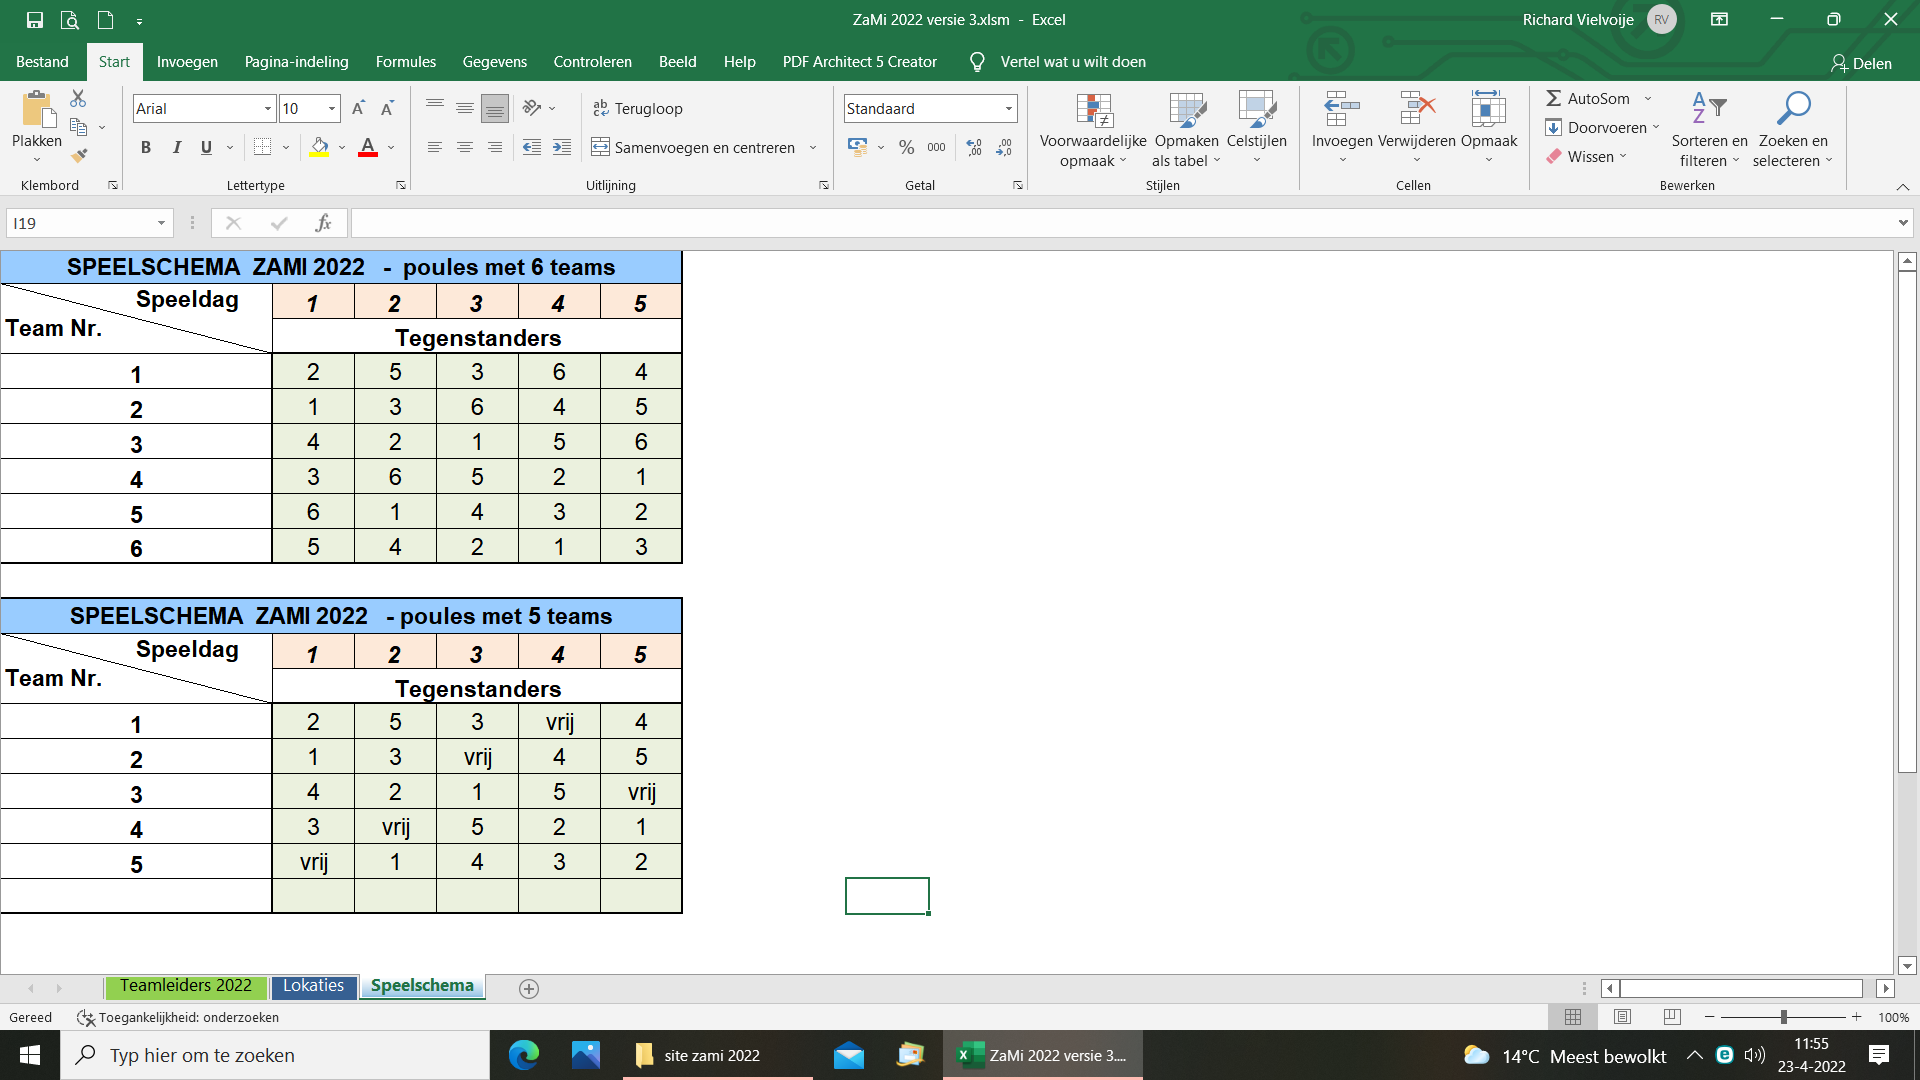 ZaMi 2022 versie 3.xlsm - Excel
Richard Vielvoije RV
Bestand Start Invoegen Pagina-indeling Formules Gegevens Controleren Beeld Help PDF Architect 5 Creator Vertel wat u wilt doen Delen
Plakken
Klembord
Arial 10
B I U
Lettertype
Terugloop
Samenvoegen en centreren
Uitlijning
Standaard
% 000
Getal
Voorwaardelijke opmaak
Opmaken als tabel
Celstijlen
Stijlen
Invoegen Verwijderen Opmaak
Cellen
AutoSom
Doorvoeren
Wissen
Sorteren en filteren
Zoeken en selecteren
Bewerken
I19 fx
SPEELSCHEMA ZAMI 2022 - poules met 6 teams
Speeldag 1 2 3 4 5
Team Nr. Tegenstanders
1 2 5 3 6 4
2 1 3 6 4 5
3 4 2 1 5 6
4 3 6 5 2 1
5 6 1 4 3 2
6 5 4 2 1 3
SPEELSCHEMA ZAMI 2022 - poules met 5 teams
Speeldag 1 2 3 4 5
Team Nr. Tegenstanders
1 2 5 3 vrij 4
2 1 3 vrij 4 5
3 4 2 1 5 vrij
4 3 vrij 5 2 1
5 vrij 1 4 3 2
Teamleiders 2022 Lokaties Speelschema
Gereed Toegankelijkheid: onderzoeken 100%
Typ hier om te zoeken site zami 2022 ZaMi 2022 versie 3.... 14°C Meest bewolkt 11:55
23-4-2022